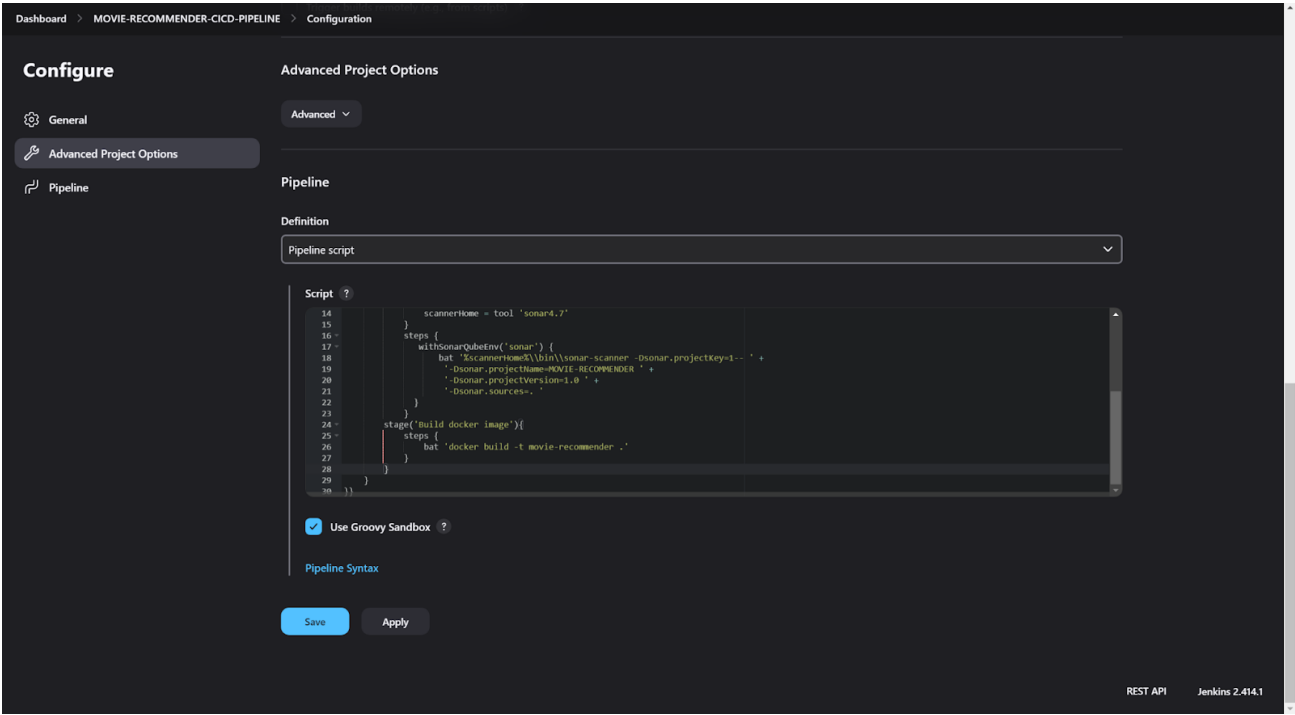 Dashboard > MOVIE-RECOMMENDER-CICD-PIPELINE > Configuration
Configure
General
Advanced Project Options
Pipeline
Advanced Project Options
Advanced
Pipeline
Definition
Pipeline script
Script ?
14 scannerHome = tool 'sonar4.7'
15 }
16 steps {
17 withSonarQubeEnv('sonar') {
18 bat '%scannerHome%\\bin\\sonar-scanner -Dsonar.projectKey=1-- ' +
19 '-Dsonar.projectName=MOVIE-RECOMMENDER ' +
20 '-Dsonar.projectVersion=1.0 ' +
21 '-Dsonar.sources=. '
22 }
23 }
24 stage('Build docker image'){
25 steps {
26 bat 'docker build -t movie-recommender .'
27 }
28 }
29 }
30 }}
Use Groovy Sandbox ?
Pipeline Syntax
Save
Apply
REST API
Jenkins 2.414.1